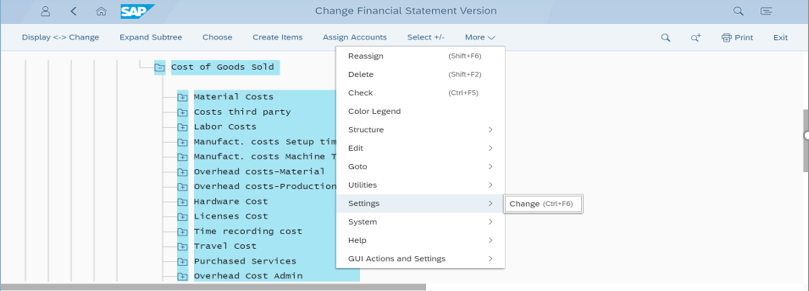 SAP
Change Financial Statement Version
Display <-> Change Expand Subtree Choose Create Items Assign Accounts Select +/- More Print Exit
Cost of Goods Sold
Material Costs
Costs third party
Labor Costs
Manufact. costs Setup tim
Manufact. costs Machine T
Overhead costs-Material
Overhead costs-Production
Hardware Cost
Licenses Cost
Time recording cost
Travel Cost
Purchased Services
Overhead Cost Admin
Reassign (Shift+F6)
Delete (Shift+F2)
Check (Ctrl+F5)
Color Legend
Structure
Edit
Goto
Utilities
Settings
System
Help
GUI Actions and Settings
Change (Ctrl+F6)